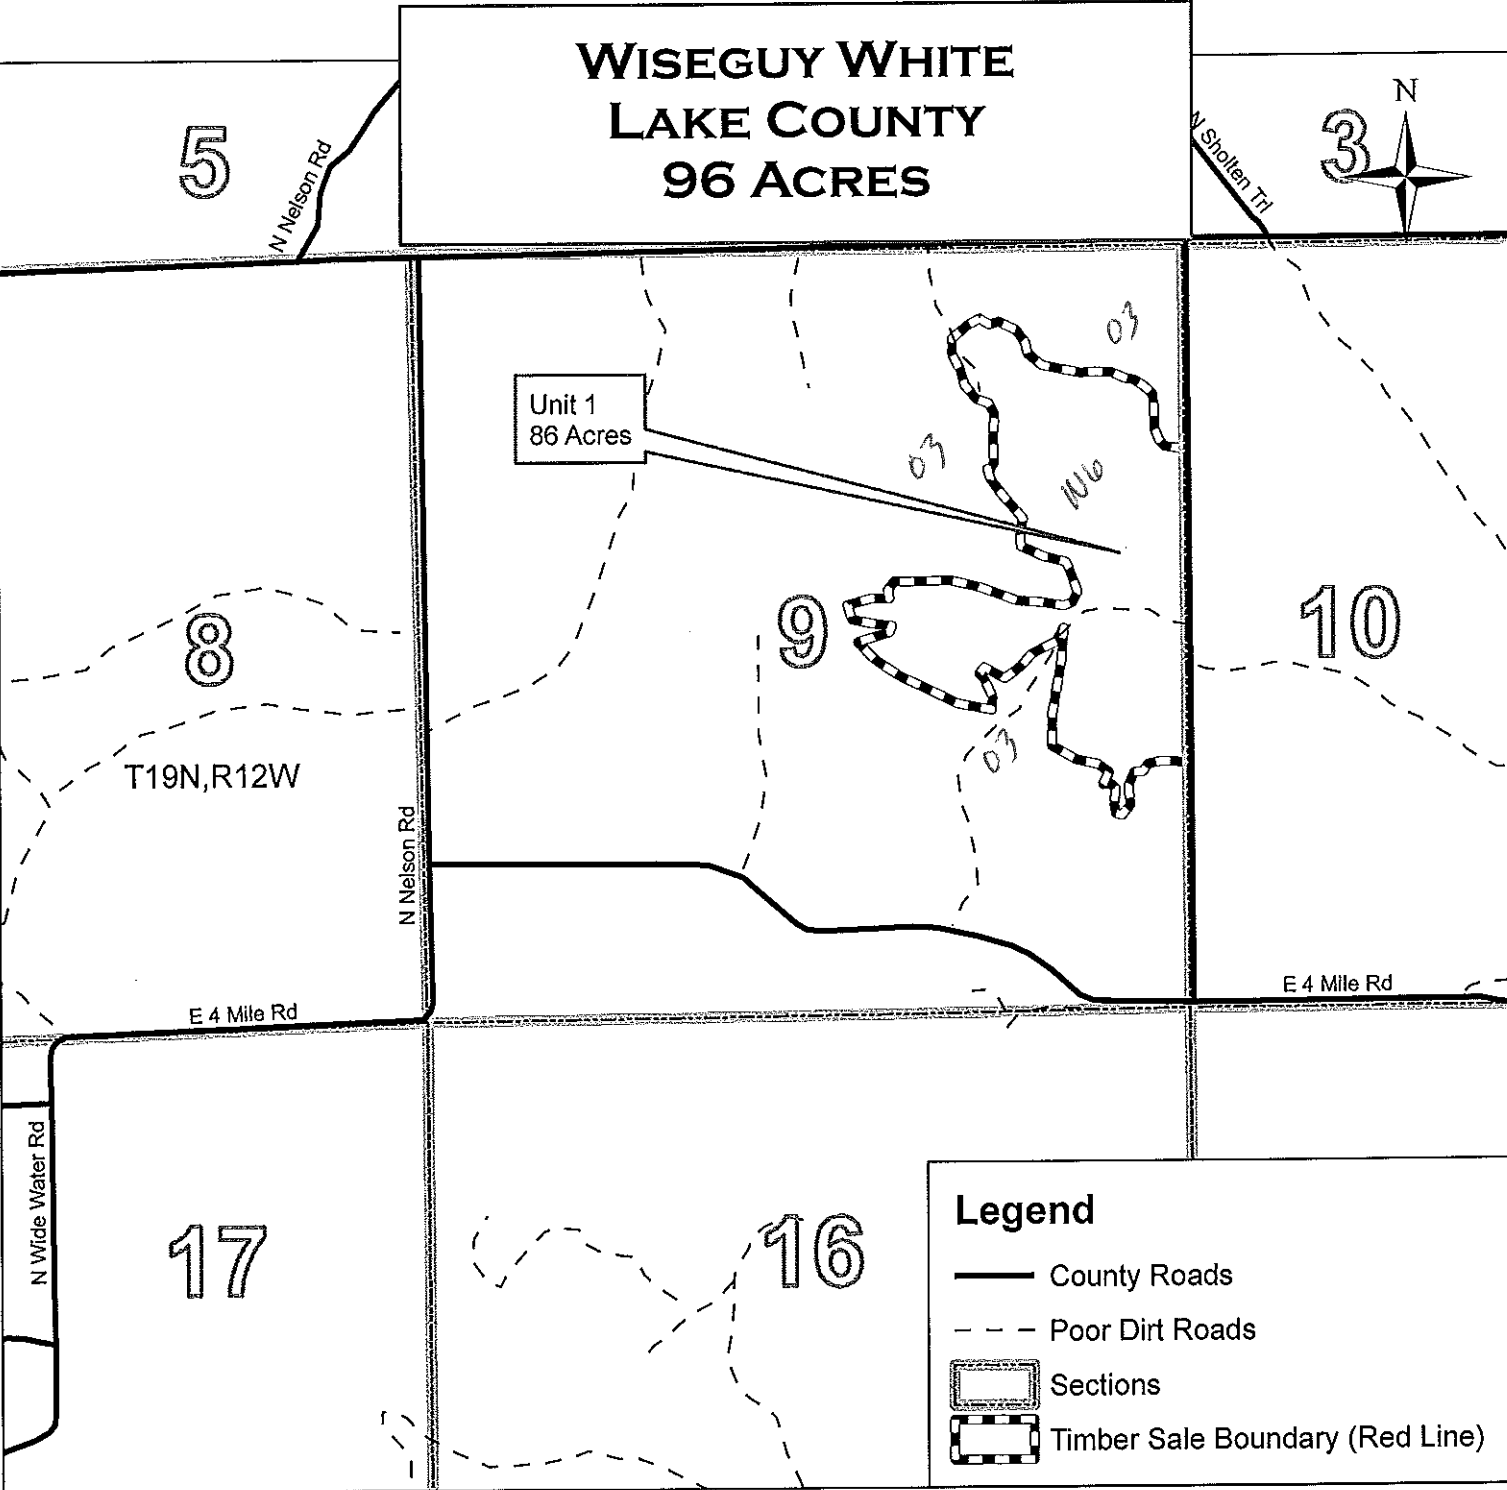 WISEGUY WHITE
LAKE COUNTY
96 ACRES
N
5
3
N Nelson Rd
N Sholten Trl
03
Unit 1
86 Acres
03
8
9
10
03
T19N,R12W
N Nelson Rd
E 4 Mile Rd
E 4 Mile Rd
N Wide Water Rd
17
16
Legend
County Roads
Poor Dirt Roads
Sections
Timber Sale Boundary (Red Line)